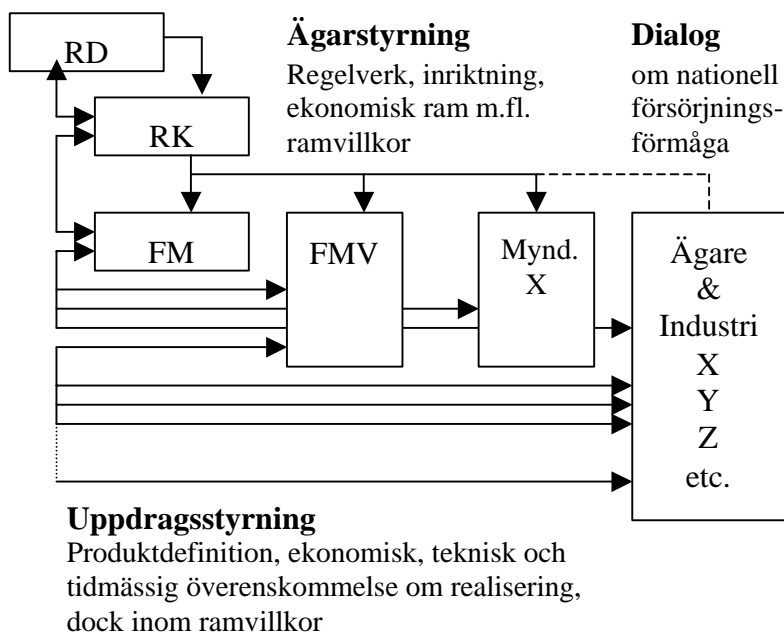 RD
Ägarstyrning
Regelverk, inriktning,
ekonomisk ram m.fl.
ramvillkor
Dialog
om nationell
försörjnings-
förmåga
RK
FM
FMV
Mynd.
X
Ägare
&
Industri
X
Y
Z
etc.
Uppdragsstyrning
Produktdefinition, ekonomisk, teknisk och
tidmässig överenskommelse om realisering,
dock inom ramvillkor